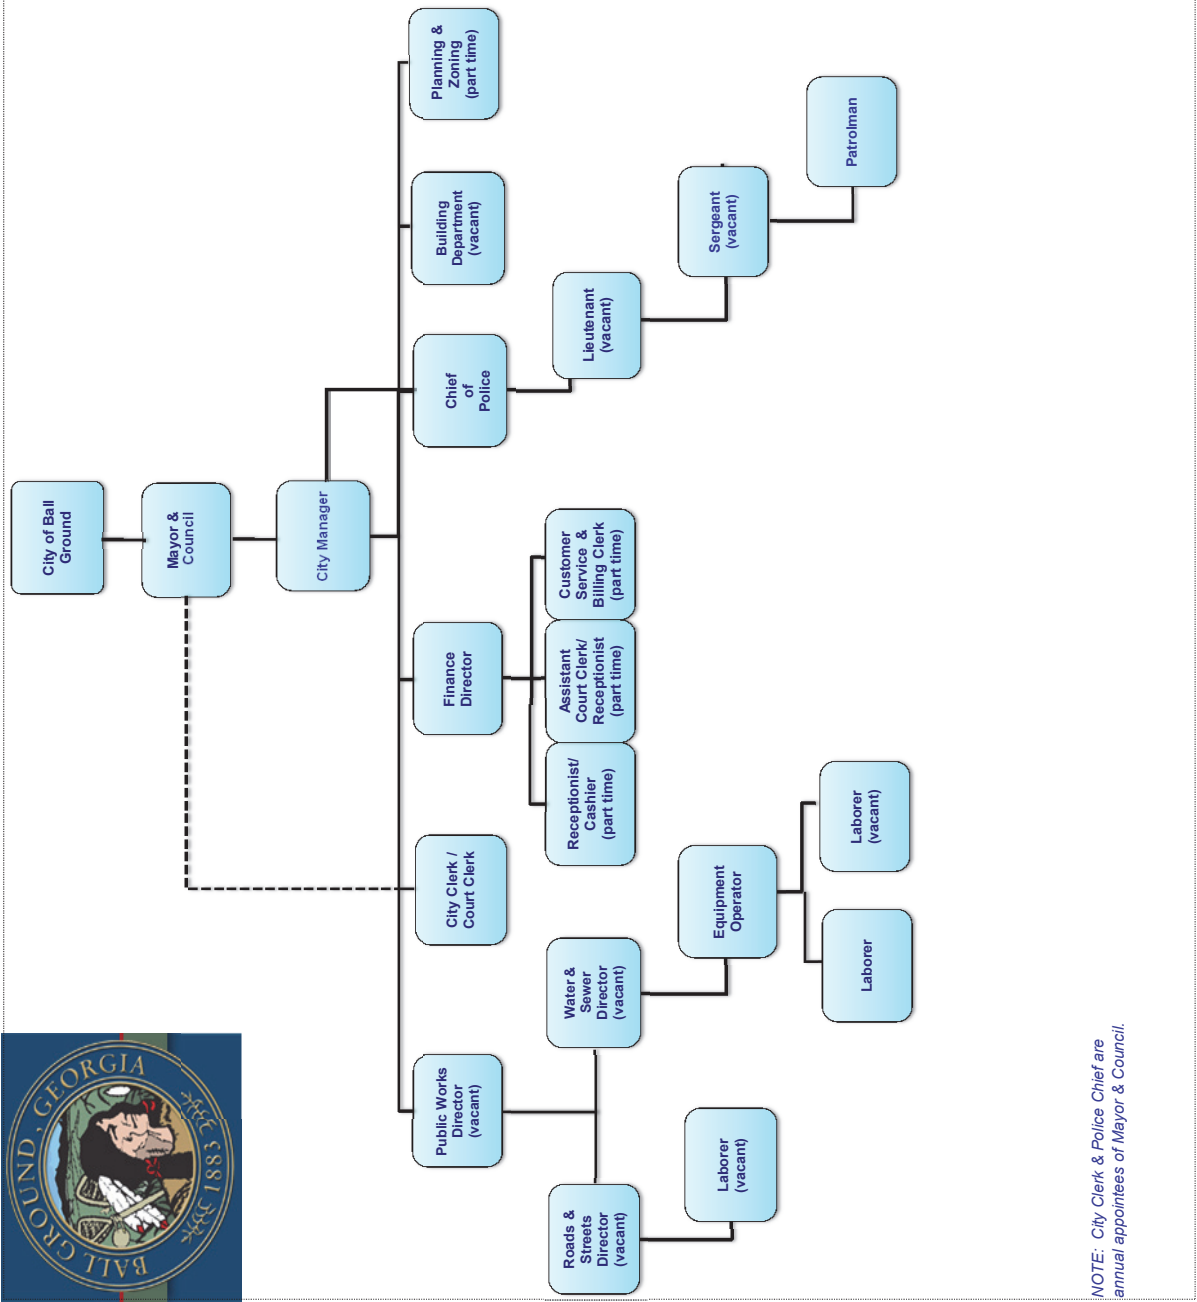 BALL GROUND, GEORGIA
1883
City of Ball
Ground
Mayor &
Council
City Manager
Public Works
Director
(vacant)
City Clerk /
Court Clerk
Finance
Director
Chief
of
Police
Building
Department
(vacant)
Planning &
Zoning
(part time)
Roads &
Streets
Director
(vacant)
Water &
Sewer
Director
(vacant)
Receptionist/
Cashier
(part time)
Assistant
Court Clerk/
Receptionist
(part time)
Customer
Service &
Billing Clerk
(part time)
Lieutenant
(vacant)
Laborer
(vacant)
Equipment
Operator
Sergeant
(vacant)
Laborer
Laborer
(vacant)
Patrolman
NOTE: City Clerk & Police Chief are
annual appointees of Mayor & Council.